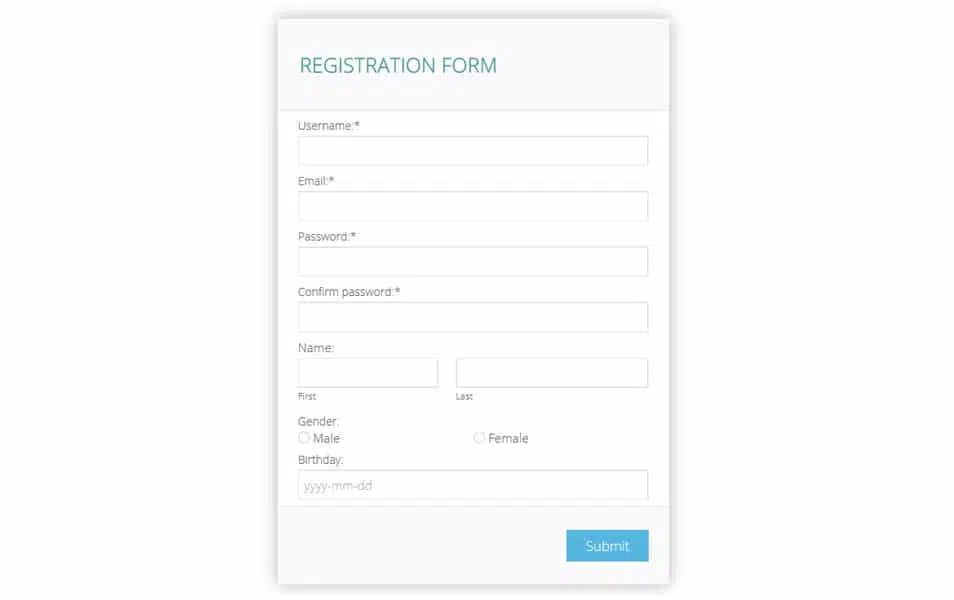 REGISTRATION FORM
Username:*
Email:*
Password:*
Confirm password:*
Name:
First Last
Gender:
Male Female
Birthday:
yyyy-mm-dd
Submit